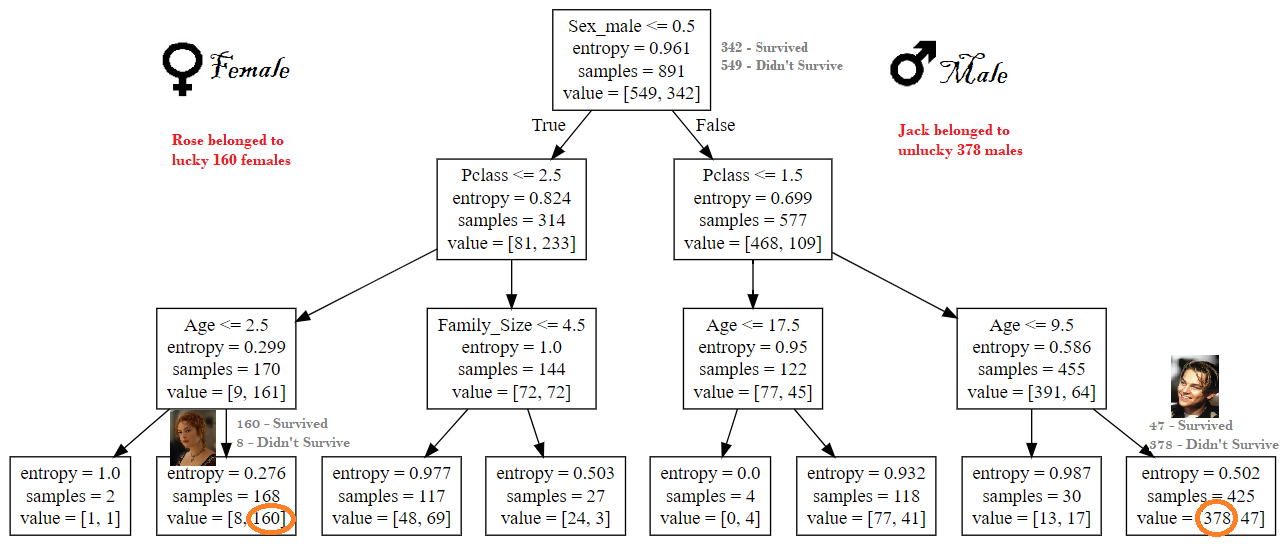 Sex_male <= 0.5
entropy = 0.961
samples = 891
value = [549, 342]
342 - Survived
549 - Didn't Survive
Female
Male
Rose belonged to
lucky 160 females
Jack belonged to
unlucky 378 males
True
False
Pclass <= 2.5
entropy = 0.824
samples = 314
value = [81, 233]
Pclass <= 1.5
entropy = 0.699
samples = 577
value = [468, 109]
Age <= 2.5
entropy = 0.299
samples = 170
value = [9, 161]
Family_Size <= 4.5
entropy = 1.0
samples = 144
value = [72, 72]
Age <= 17.5
entropy = 0.95
samples = 122
value = [77, 45]
Age <= 9.5
entropy = 0.586
samples = 455
value = [391, 64]
160 - Survived
8 - Didn't Survive
47 - Survived
378 - Didn't Survive
entropy = 1.0
samples = 2
value = [1, 1]
entropy = 0.276
samples = 168
value = [8, 160]
entropy = 0.977
samples = 117
value = [48, 69]
entropy = 0.503
samples = 27
value = [24, 3]
entropy = 0.0
samples = 4
value = [0, 4]
entropy = 0.932
samples = 118
value = [77, 41]
entropy = 0.987
samples = 30
value = [13, 17]
entropy = 0.502
samples = 425
value = [378, 47]